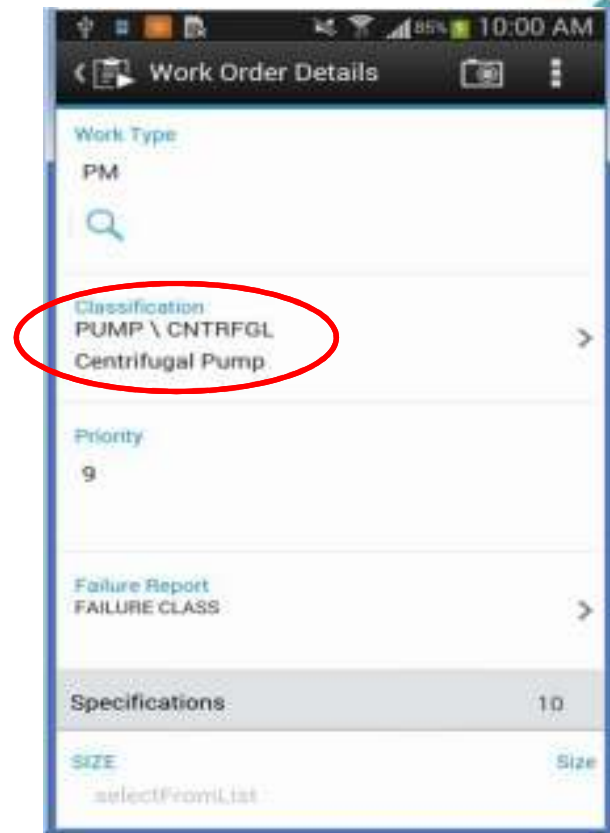 85% 10:00 AM
Work Order Details
Work Type
PM
Classification
PUMP \ CNTRFGL
Centrifugal Pump
Priority
9
Failure Report
FAILURE CLASS
Specifications 10
SIZE Size
selectFromList